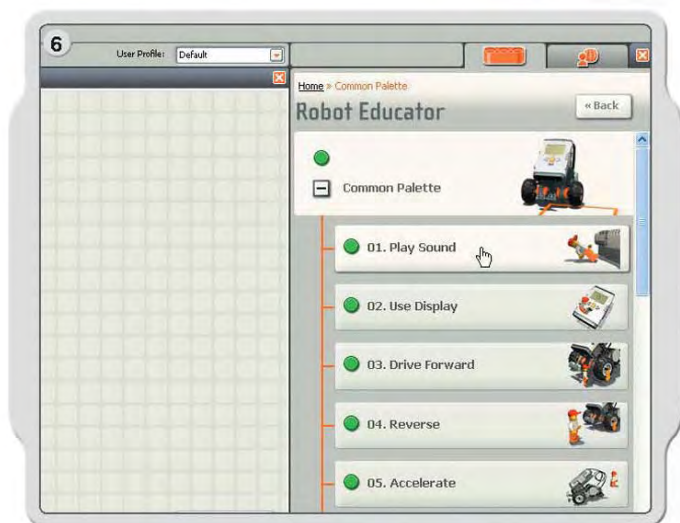 6
User Profile: Default
Home » Common Palette
Robot Educator
« Back
Common Palette
01. Play Sound
02. Use Display
03. Drive Forward
04. Reverse
05. Accelerate